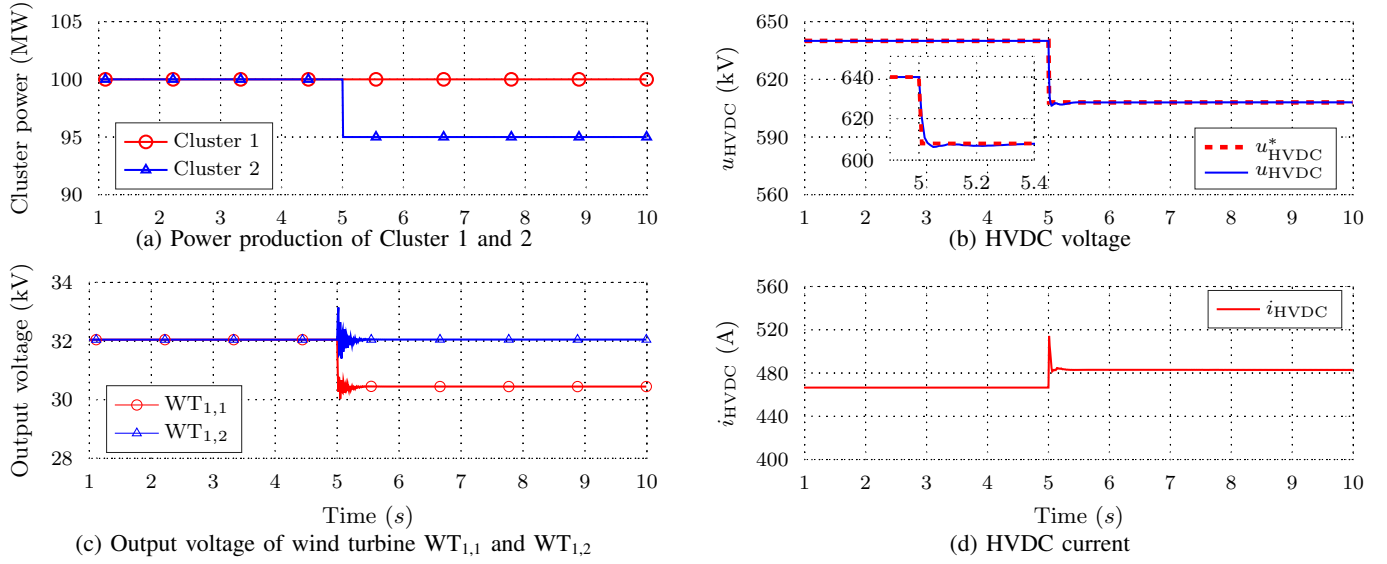 105
100
95
90
Cluster power (MW)
Cluster 1
Cluster 2
1 2 3 4 5 6 7 8 9 10
(a) Power production of Cluster 1 and 2
640
620
590
560
u_HVDC (kV)
640
620
600
5 5.2 5.4
u*_HVDC
u_HVDC
1 2 3 4 5 6 7 8 9 10
(b) HVDC voltage
34
32
30
28
Output voltage (kV)
WT1,1
WT1,2
1 2 3 4 5 6 7 8 9 10
Time (s)
(c) Output voltage of wind turbine WT1,1 and WT1,2
560
520
480
440
400
i_HVDC (A)
i_HVDC
1 2 3 4 5 6 7 8 9 10
Time (s)
(d) HVDC current